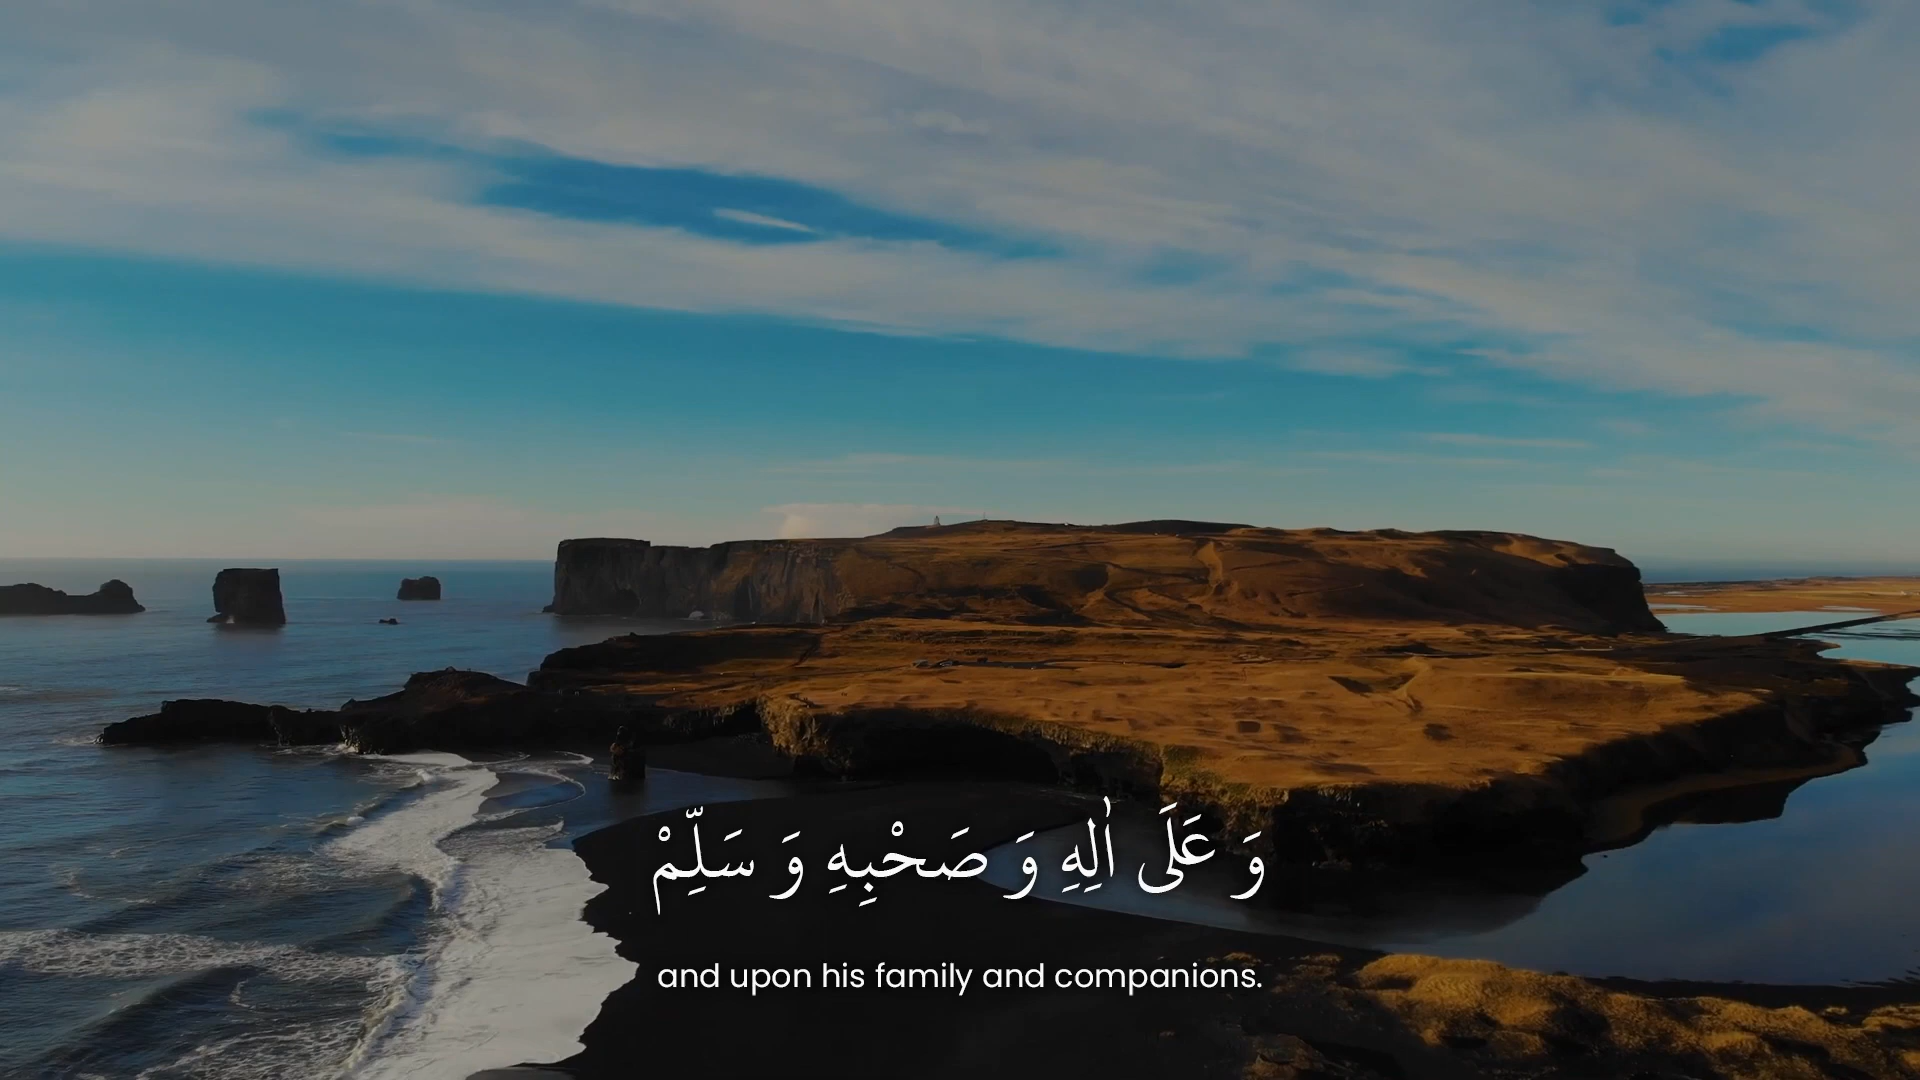 وَ عَلَى اٰلِهِ وَ صَحْبِهِ وَ سَلِّمْ
and upon his family and companions.